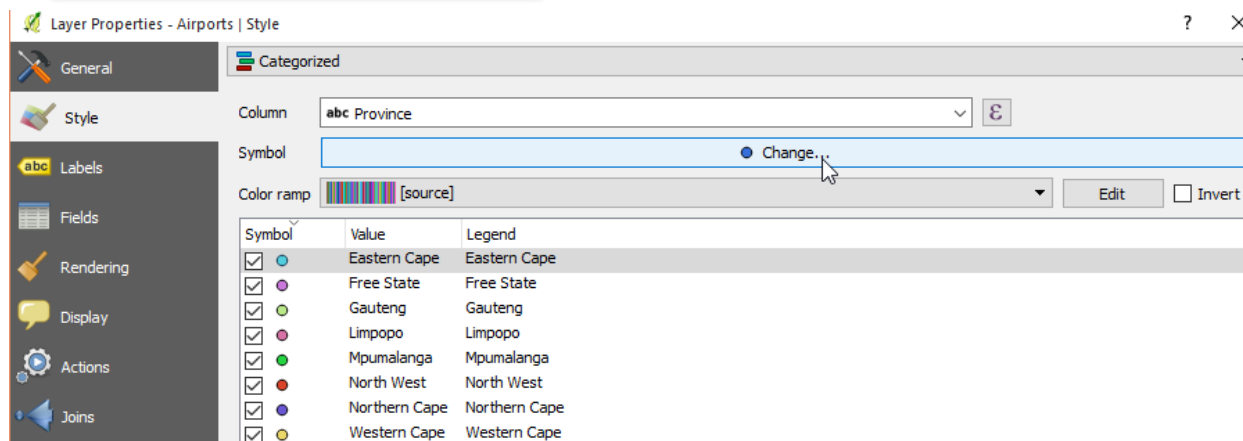 Layer Properties - Airports | Style
?
General
Categorized
Style
Column
abc Province
ε
Symbol
Change...
abc Labels
Color ramp
[source]
Edit
Invert
Fields
Symbol Value Legend
Eastern Cape Eastern Cape
Rendering
Free State Free State
Gauteng Gauteng
Display
Limpopo Limpopo
Mpumalanga Mpumalanga
Actions
North West North West
Northern Cape Northern Cape
Joins
Western Cape Western Cape